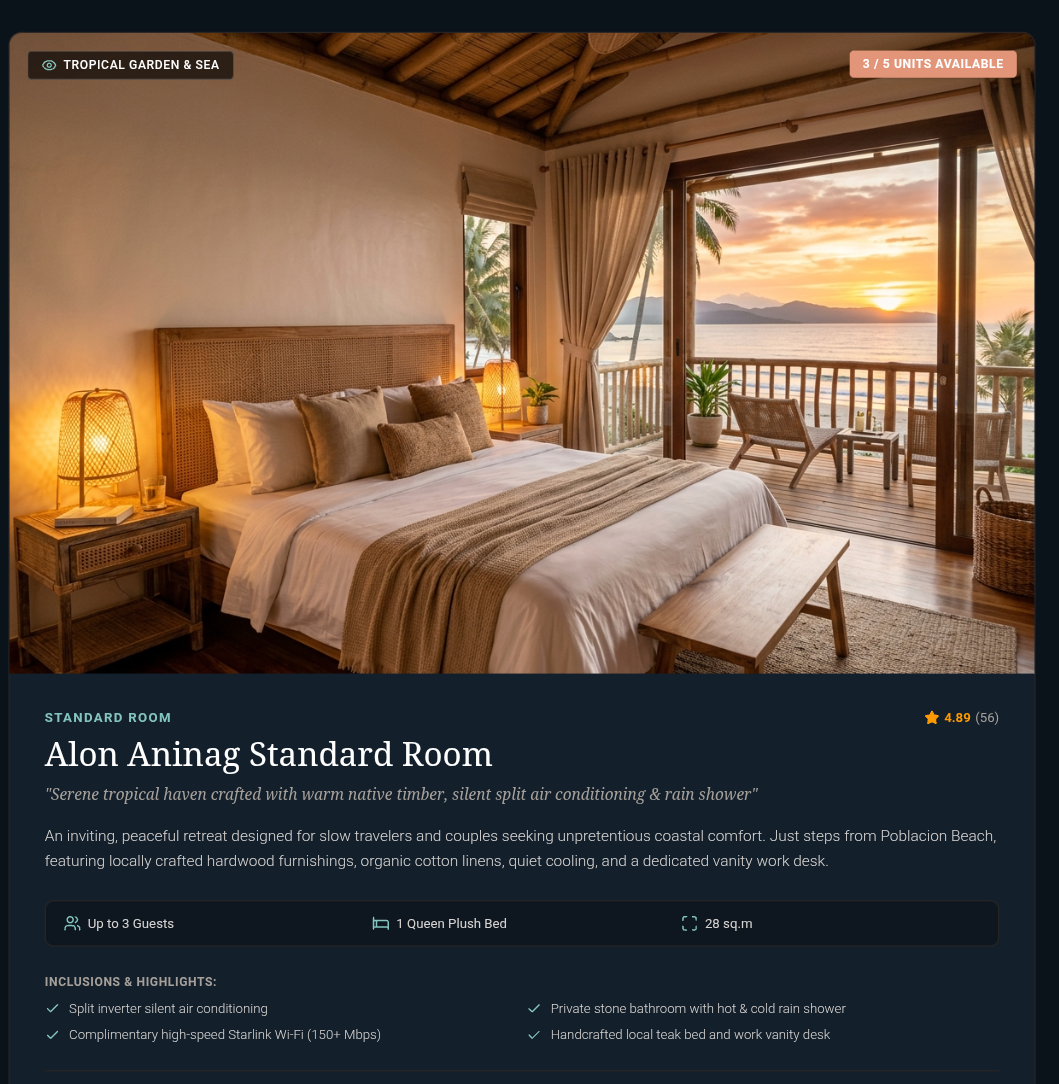 TROPICAL GARDEN & SEA
3 / 5 UNITS AVAILABLE
STANDARD ROOM
4.89 (56)
Alon Aninag Standard Room
"Serene tropical haven crafted with warm native timber, silent split air conditioning & rain shower"
An inviting, peaceful retreat designed for slow travelers and couples seeking unpretentious coastal comfort. Just steps from Poblacion Beach,
featuring locally crafted hardwood furnishings, organic cotton linens, quiet cooling, and a dedicated vanity work desk.
Up to 3 Guests
1 Queen Plush Bed
28 sq.m
INCLUSIONS & HIGHLIGHTS:
Split inverter silent air conditioning
Private stone bathroom with hot & cold rain shower
Complimentary high-speed Starlink Wi-Fi (150+ Mbps)
Handcrafted local teak bed and work vanity desk